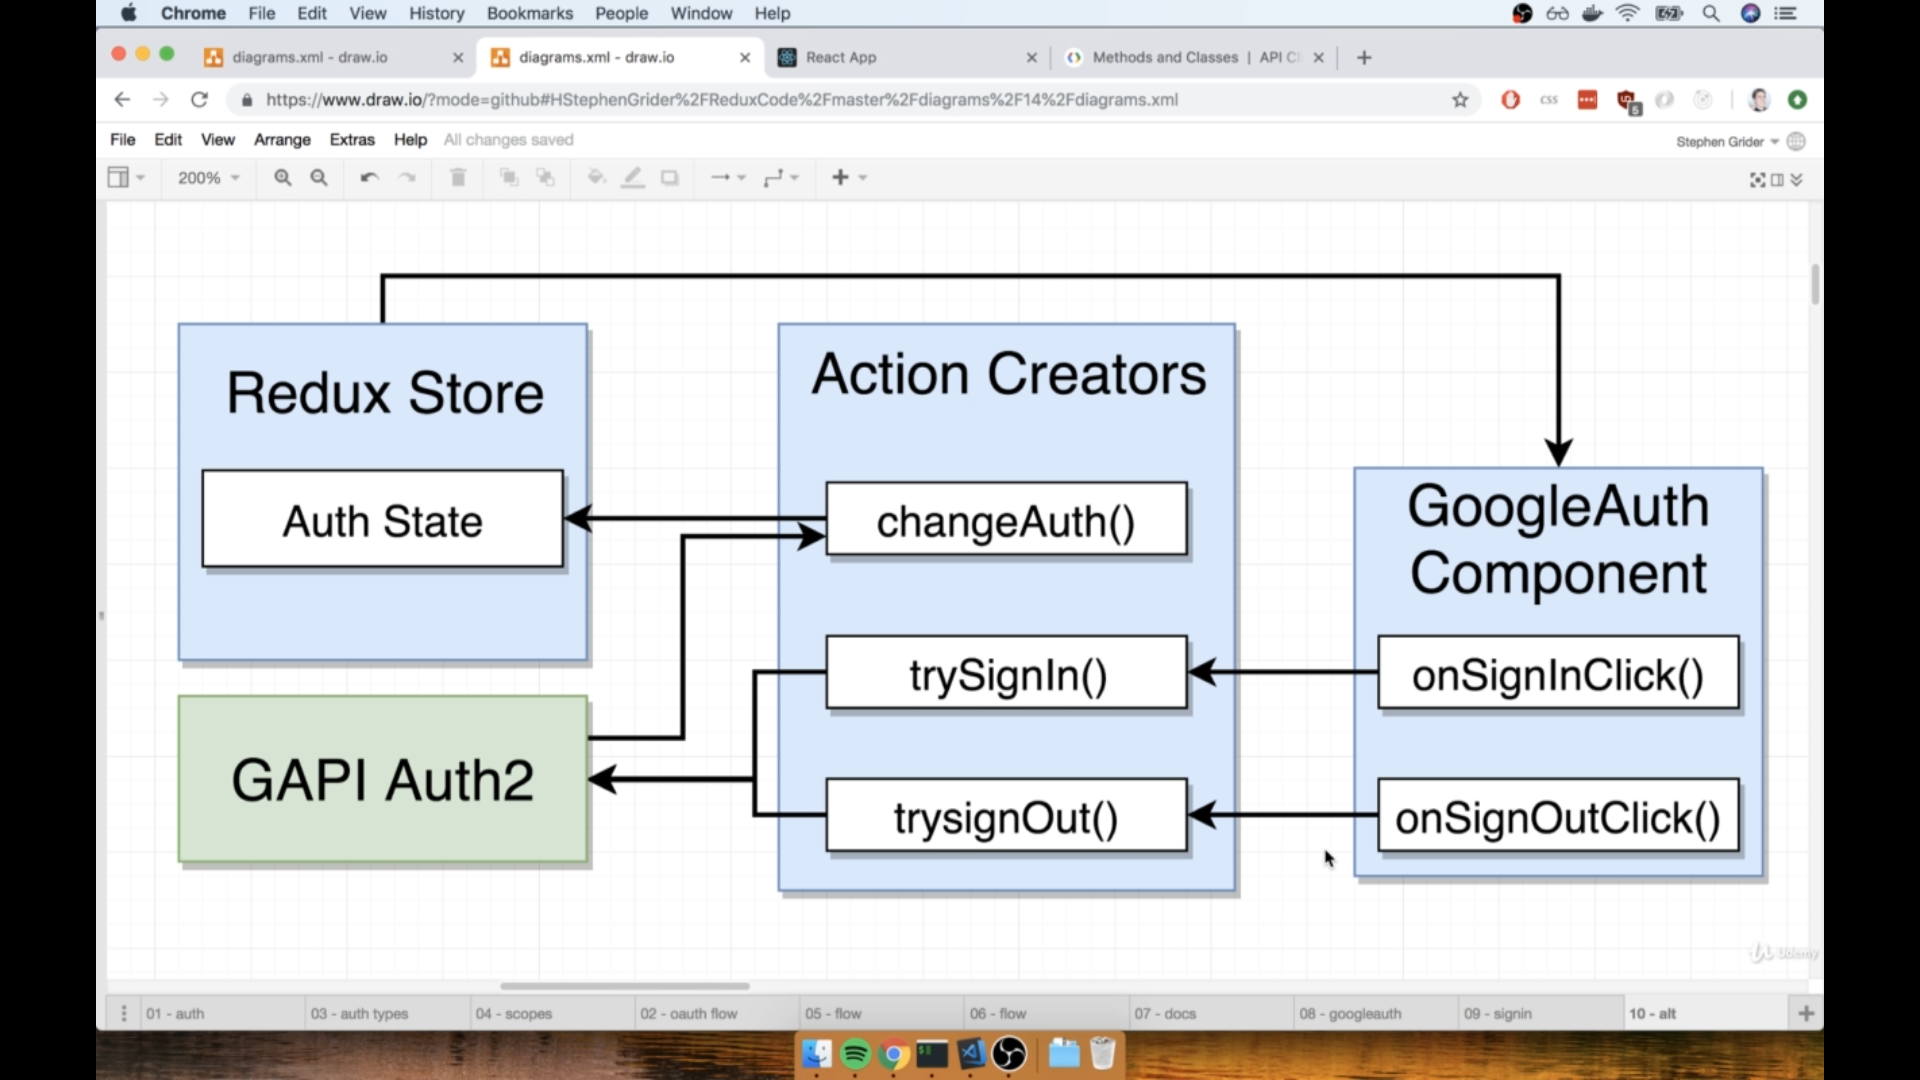 Chrome File Edit View History Bookmarks People Window Help
diagrams.xml - draw.io
diagrams.xml - draw.io
React App
Methods and Classes | API C
https://www.draw.io/?mode=github#HStephenGrider%2FReduxCode%2Fmaster%2Fdiagrams%2F14%2Fdiagrams.xml
CSS
6
File Edit View Arrange Extras Help All changes saved
Stephen Grider
200%
Redux Store
Auth State
GAPI Auth2
Action Creators
changeAuth()
trySignIn()
trysignOut()
GoogleAuth
Component
onSignInClick()
onSignOutClick()
Udemy
01 - auth
03 - auth types
04 - scopes
02 - oauth flow
05 - flow
06 - flow
07 - docs
08 - googleauth
09 - signin
10 - alt